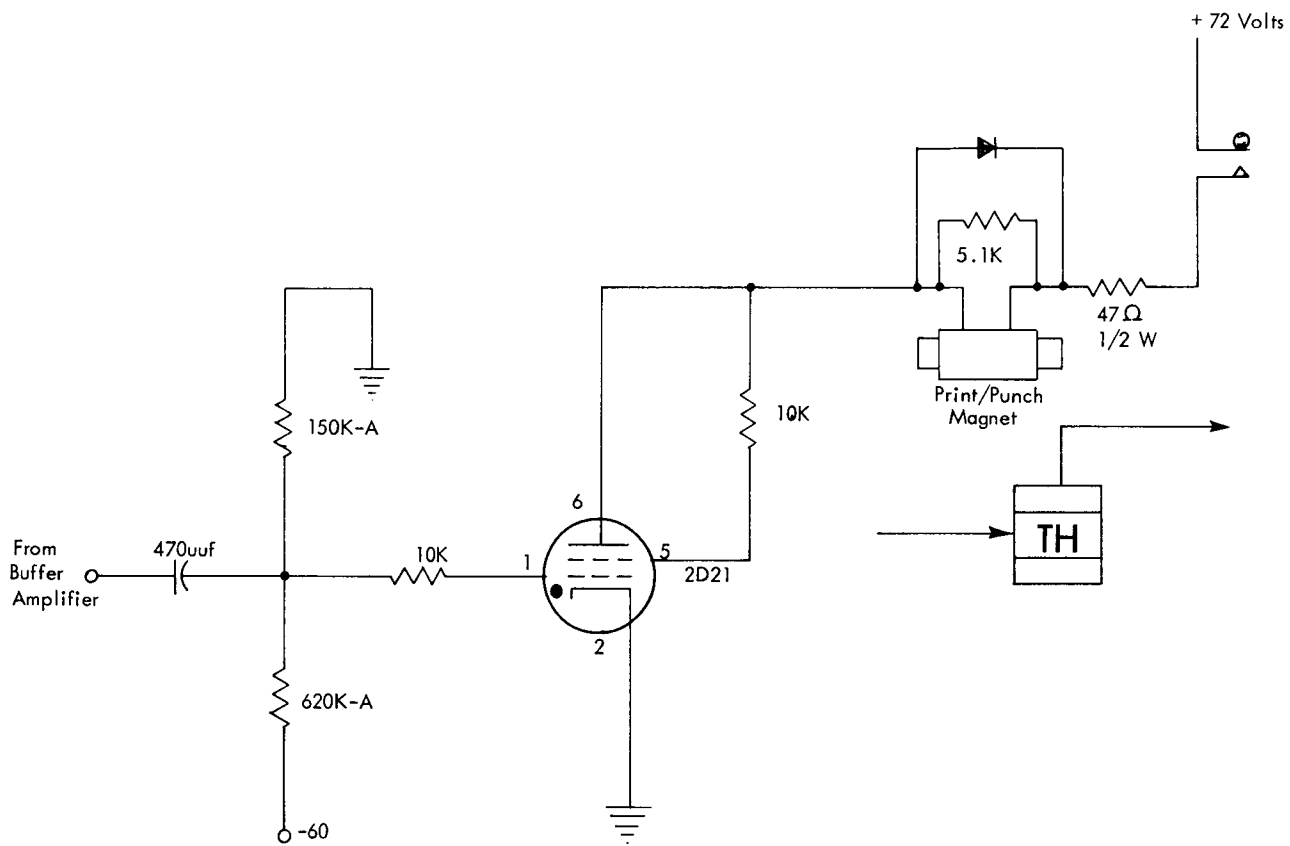 + 72 Volts
5.1K
47Ω
1/2 W
Print/Punch
Magnet
150K-A
10K
6
TH
From
Buffer
Amplifier
470uuf
10K
1
5
2D21
2
620K-A
-60